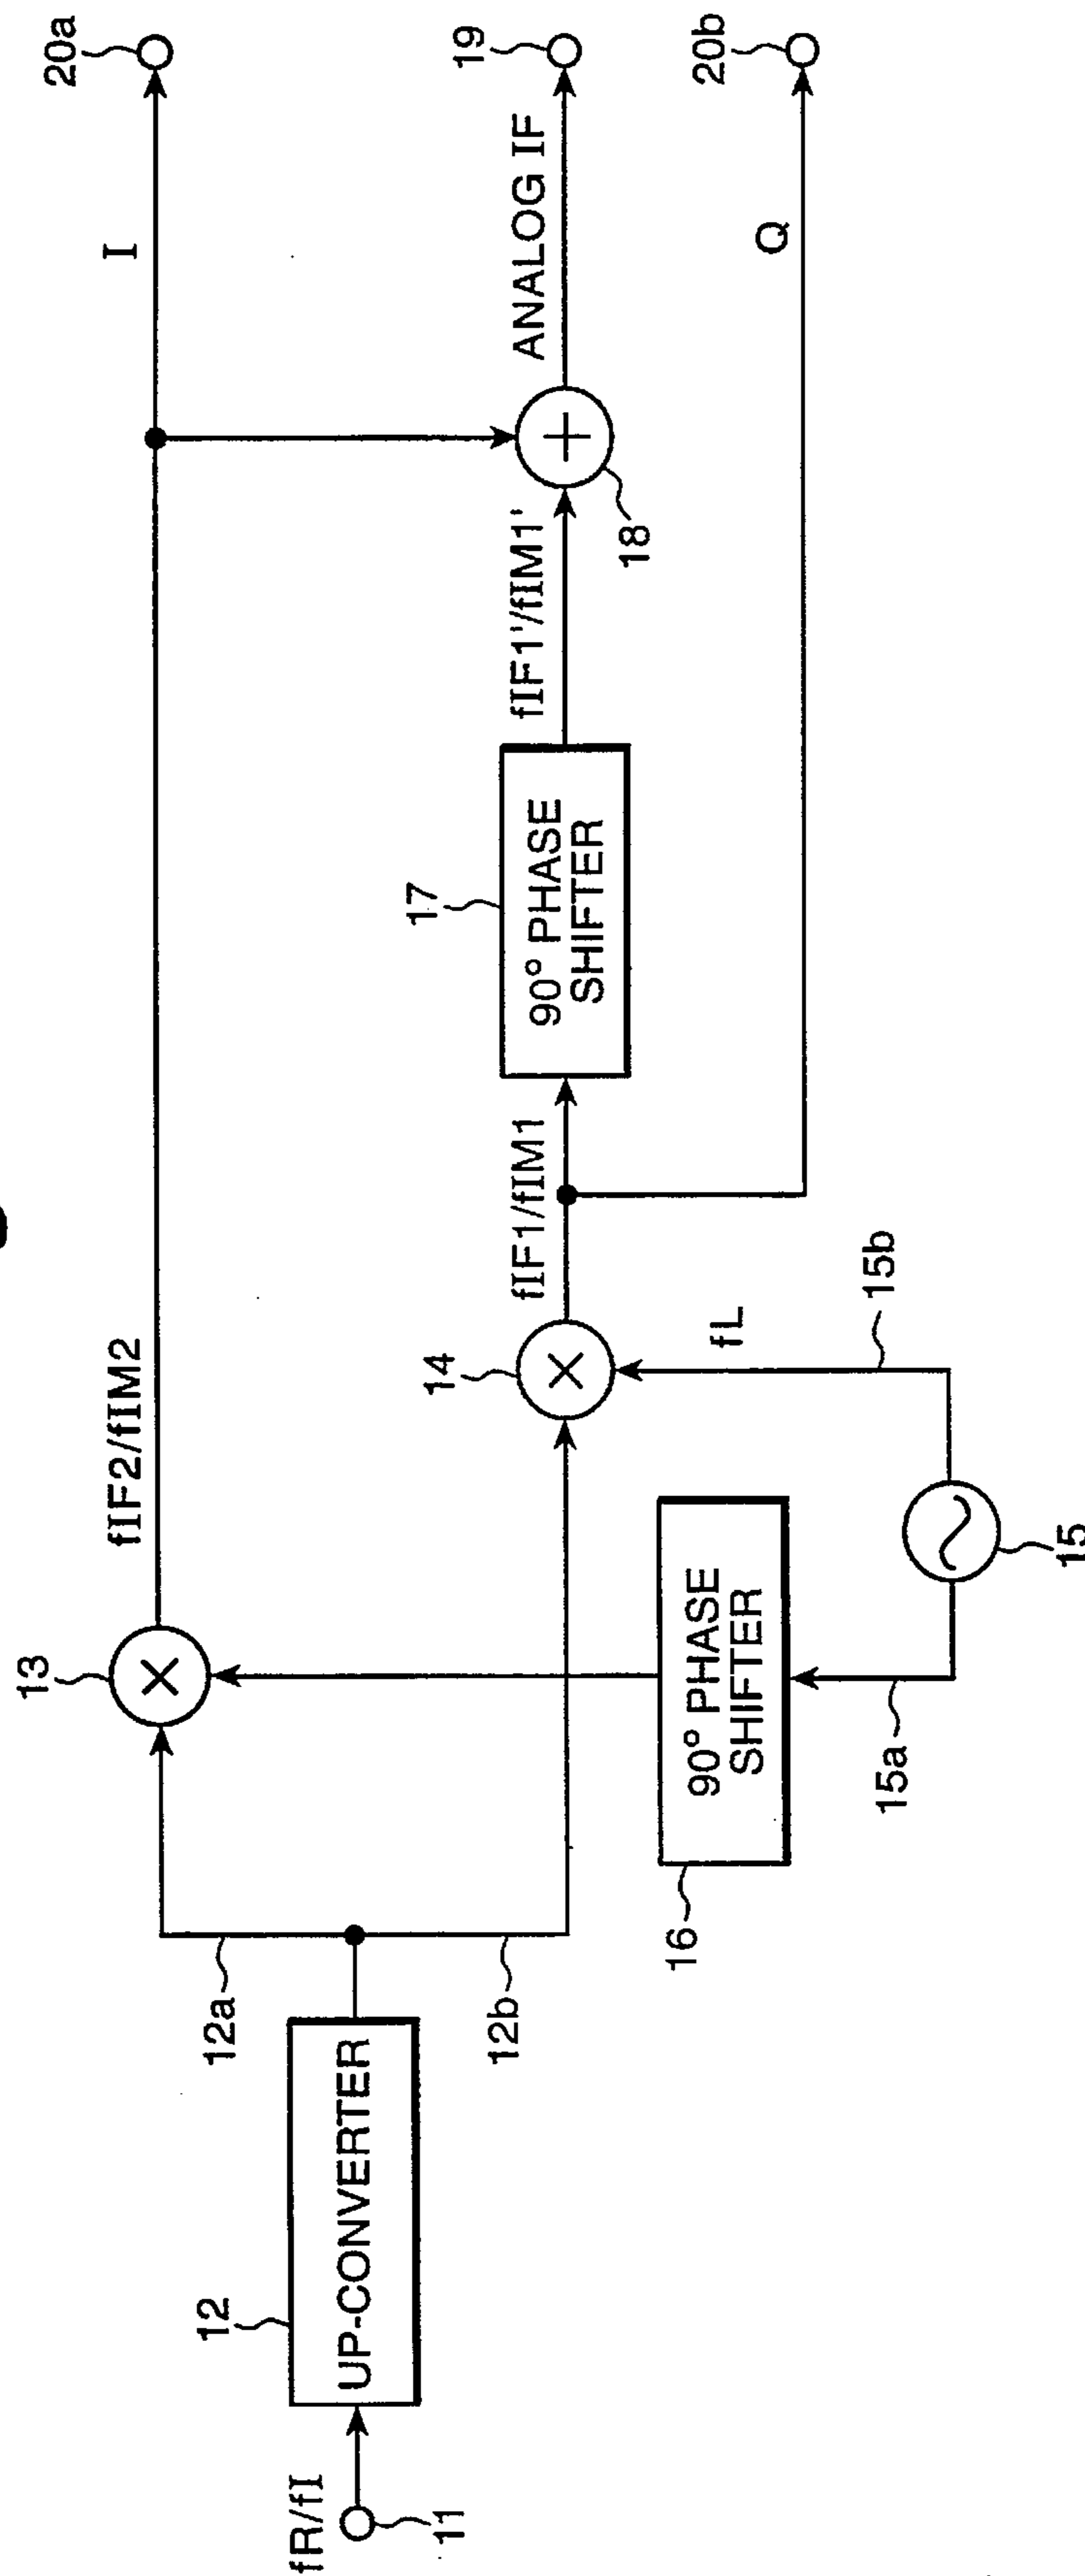 20a
19
20b
I
ANALOG IF
Q
18
fIF1'/fIM1'
17
90° PHASE
SHIFTER
fIF1/fIM1
fIF2/fIM2
fL
15b
14
13
15
90° PHASE
SHIFTER
15a
16
12a
12b
12
UP-CONVERTER
fR/fI
11